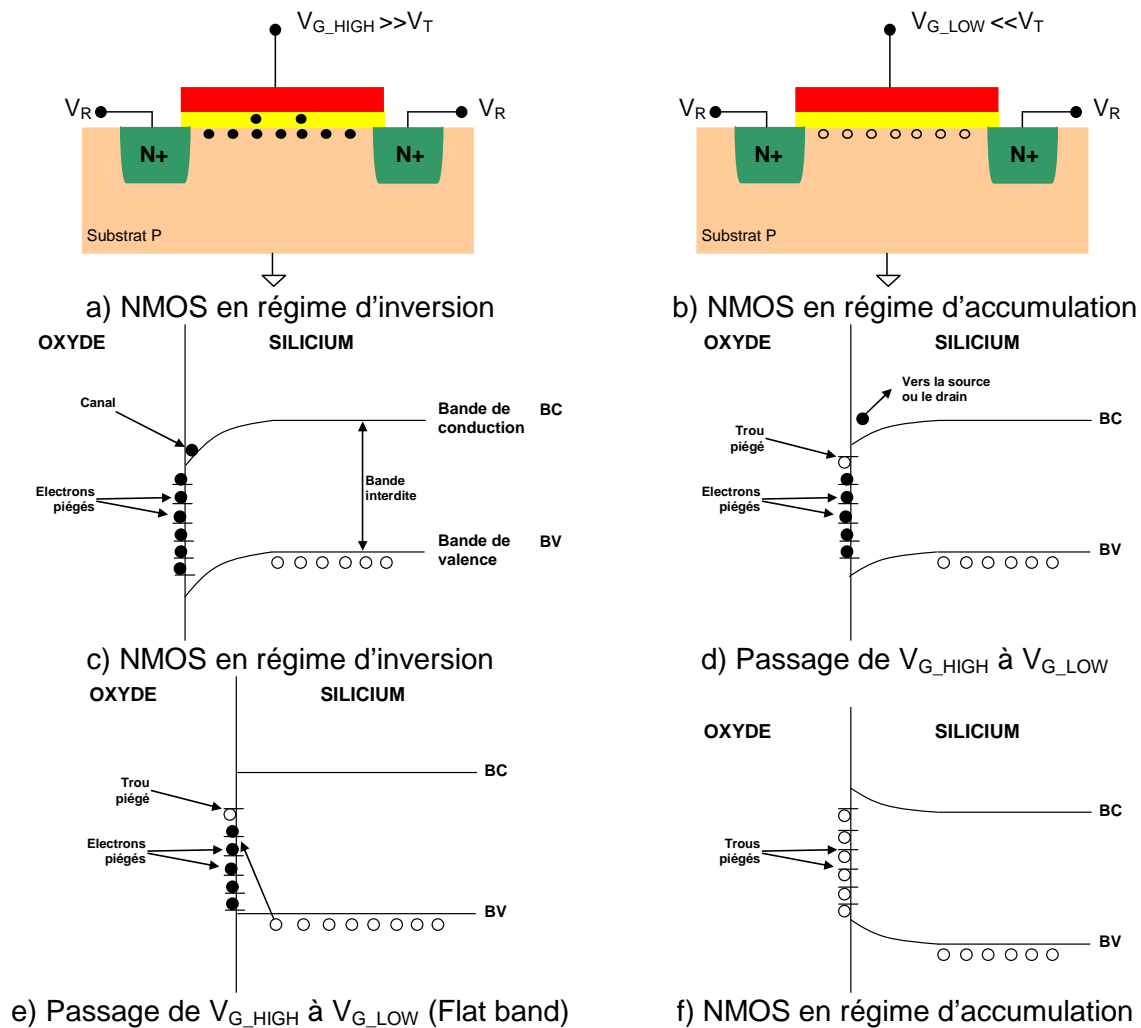 V_G_HIGH >>V_T
V_G_LOW <<V_T
V_R
V_R
V_R
V_R
N+
N+
N+
N+
Substrat P
Substrat P
a) NMOS en régime d'inversion
b) NMOS en régime d'accumulation
OXYDE
SILICIUM
Canal
Bande de
conduction
BC
Electrons
piégés
Bande
interdite
Bande de
valence
BV
OXYDE
SILICIUM
Vers la source
ou le drain
BC
Trou
piégé
Electrons
piégés
BV
c) NMOS en régime d'inversion
d) Passage de V_G_HIGH à V_G_LOW
OXYDE
SILICIUM
BC
Trou
piégé
Electrons
piégés
BV
OXYDE
SILICIUM
BC
Trous
piégés
BV
e) Passage de V_G_HIGH à V_G_LOW (Flat band)
f) NMOS en régime d'accumulation